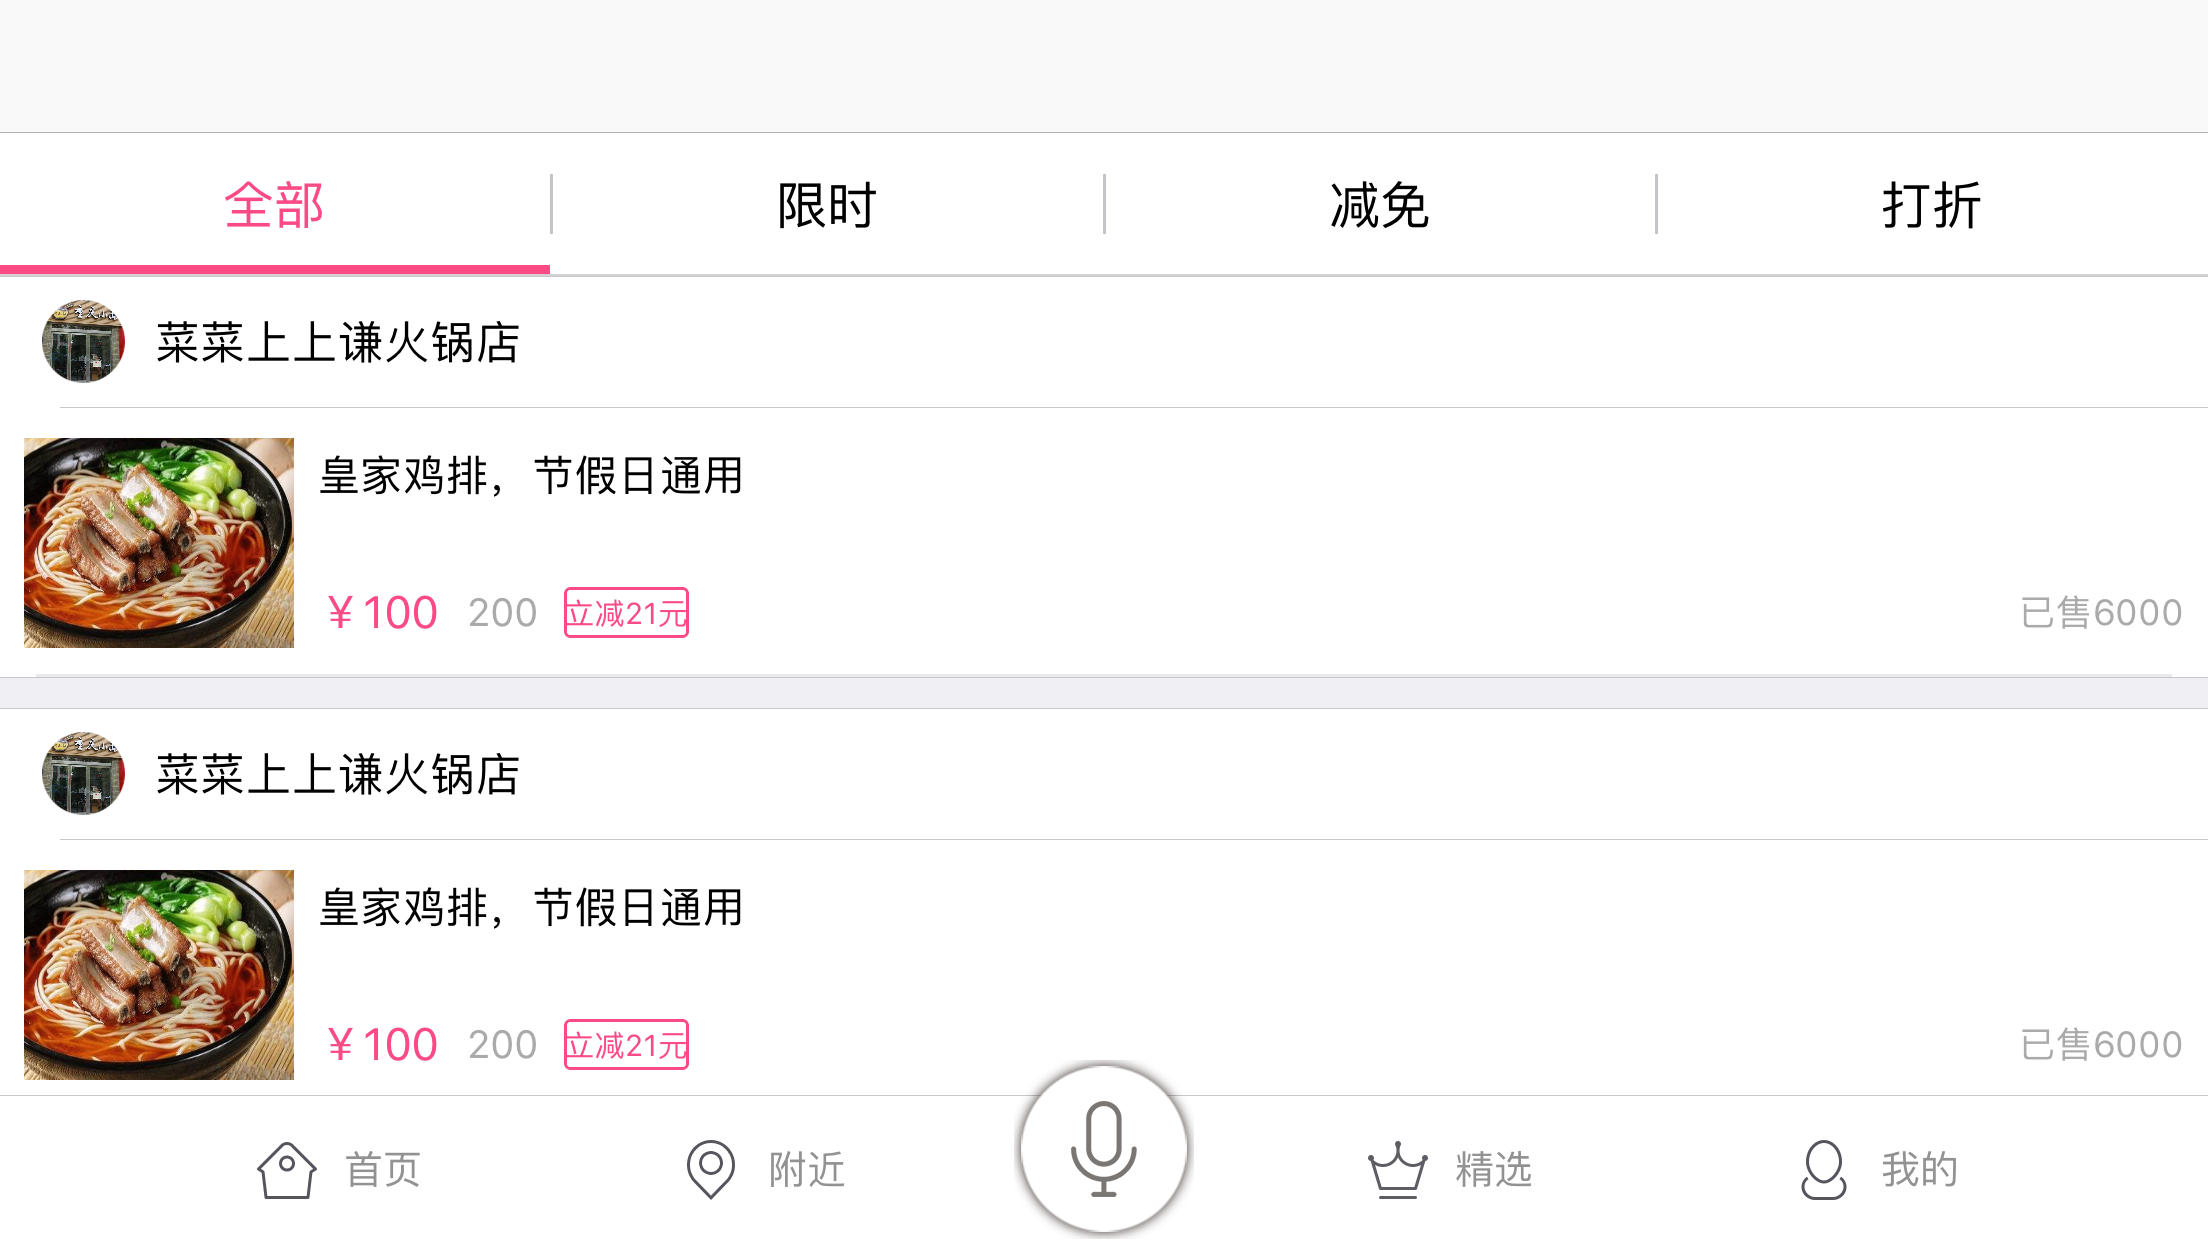 全部 限时 减免 打折
菜菜上上谦火锅店
皇家鸡排，节假日通用
¥100 200 立减21元 已售6000
菜菜上上谦火锅店
皇家鸡排，节假日通用
¥100 200 立减21元 已售6000
首页 附近 精选 我的